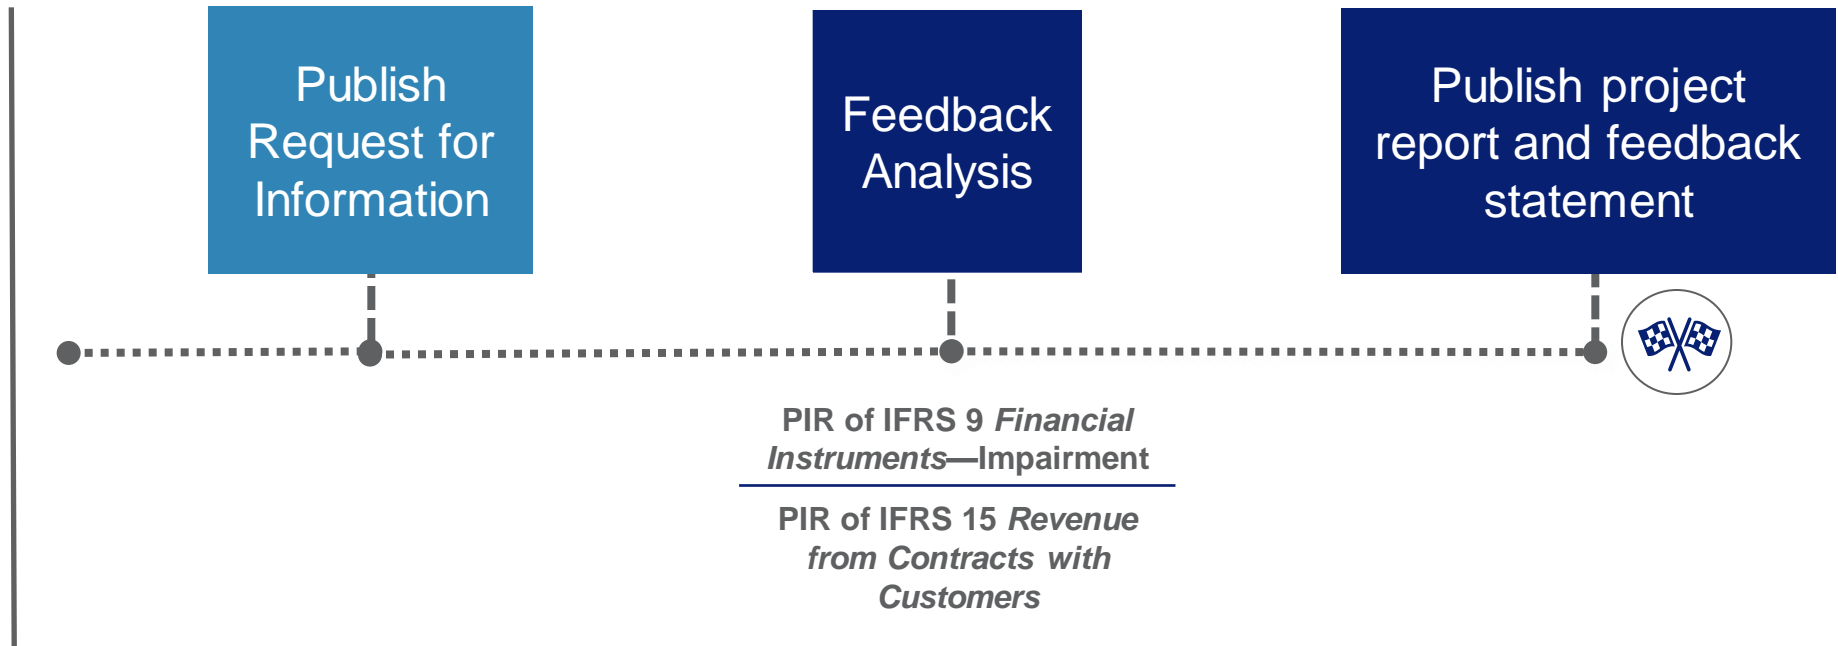 Publish
Request for
Information
Feedback
Analysis
Publish project
report and feedback
statement
PIR of IFRS 9 Financial
Instruments—Impairment
PIR of IFRS 15 Revenue
from Contracts with
Customers